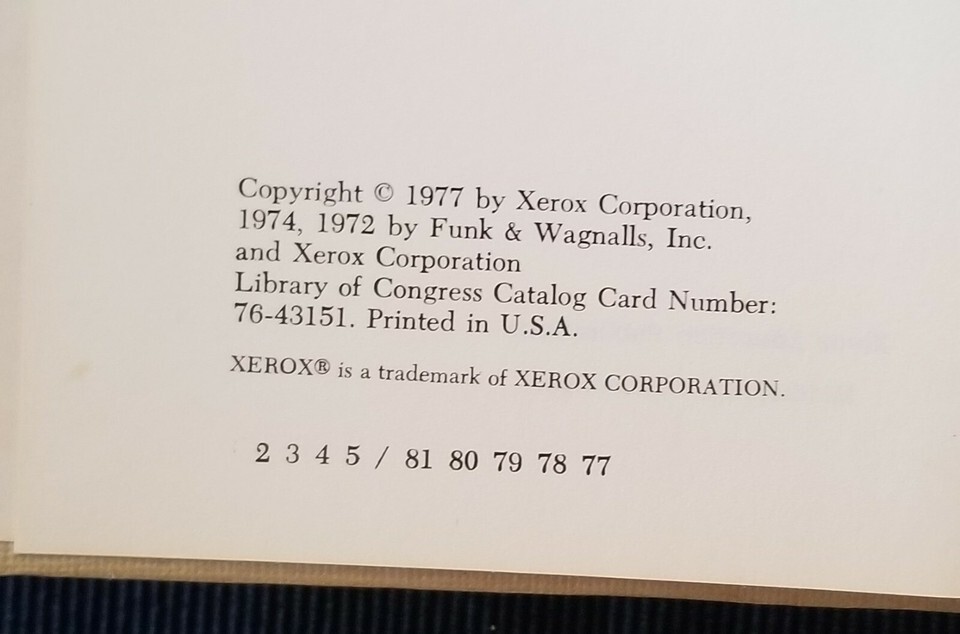 Copyright © 1977 by Xerox Corporation,
1974, 1972 by Funk & Wagnalls, Inc.
and Xerox Corporation
Library of Congress Catalog Card Number:
76-43151. Printed in U.S.A.
XEROX® is a trademark of XEROX CORPORATION.
2 3 4 5 / 81 80 79 78 77